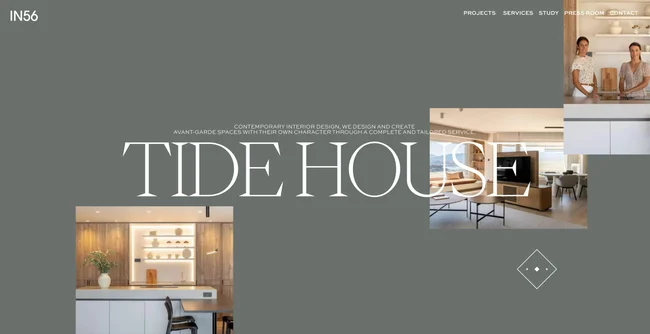 IN56
PROJECTS SERVICES STUDY PRESS ROOM CONTACT
CONTEMPORARY INTERIOR DESIGN, WE DESIGN AND CREATE
AVANT-GARDE SPACES WITH THEIR OWN CHARACTER THROUGH A COMPLETE AND TAILORED SERVICE
TIDE HOUSE